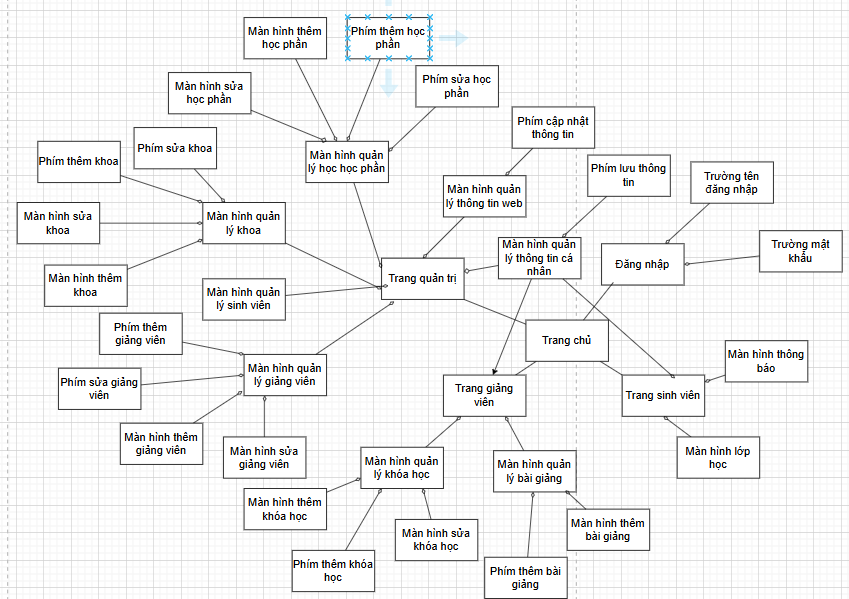 Màn hình thêm
học phần
Phím thêm học
phần
Màn hình sửa
học phần
Phím sửa học
phần
Phím cập nhật
thông tin
Phím thêm khoa
Phím sửa khoa
Màn hình quản
lý học học phần
Phím lưu thông
tin
Trường tên
đăng nhập
Màn hình quản
lý thông tin web
Màn hình sửa
khoa
Màn hình quản
lý khoa
Màn hình quản
lý thông tin cá
nhân
Trường mật
khẩu
Màn hình thêm
khoa
Trang quản trị
Đăng nhập
Màn hình quản
lý sinh viên
Phím thêm
giảng viên
Trang chủ
Màn hình thông
báo
Màn hình quản
lý giảng viên
Phím sửa giảng
viên
Trang giảng
viên
Trang sinh viên
Màn hình thêm
giảng viên
Màn hình sửa
giảng viên
Màn hình quản
lý khóa học
Màn hình quản
lý bài giảng
Màn hình lớp
học
Màn hình thêm
khóa học
Màn hình sửa
khóa học
Màn hình thêm
bài giảng
Phím thêm khóa
học
Phím thêm bài
giảng